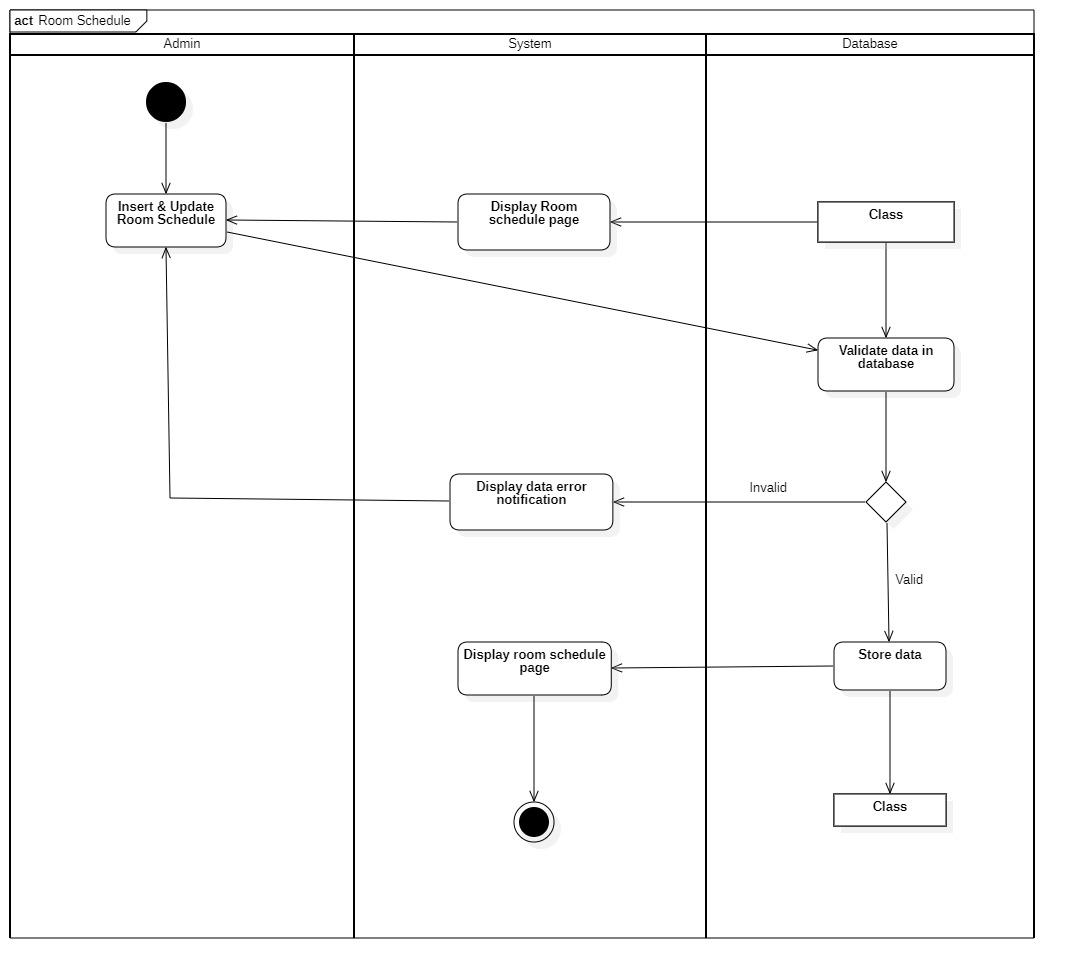 act Room Schedule
Admin
System
Database
Insert & Update
Room Schedule
Display Room
schedule page
Class
Validate data in
database
Display data error
notification
Invalid
Valid
Display room schedule
page
Store data
Class